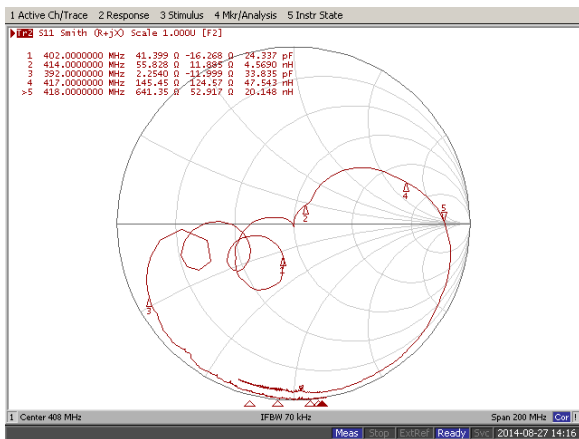 1 Active Ch/Trace 2 Response 3 Stimulus 4 Mkr/Analysis 5 Instr State
Tr2 S11 Smith (R+jX) Scale 1.000U [F2]
1 402.0000000 MHz 41.399 Ω -16.268 Ω 24.337 pF
2 414.0000000 MHz 55.828 Ω 11.885 Ω 4.5690 nH
3 392.0000000 MHz 2.2540 Ω -11.999 Ω 33.835 pF
4 417.0000000 MHz 145.45 Ω 124.57 Ω 47.543 nH
>5 418.0000000 MHz 641.35 Ω 52.917 Ω 20.148 nH
2
4
5
1
3
1 Center 408 MHz IFBW 70 kHz Span 200 MHz Cor !
Meas Stop ExtRef Ready Svc 2014-08-27 14:16